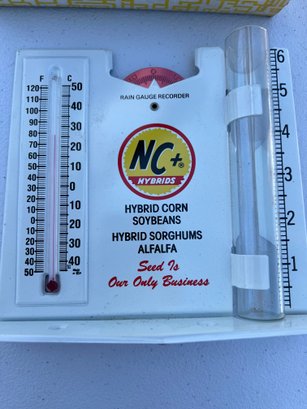 RAIN GAUGE RECORDER
F C
120 50
110
100 40
90 30
80
70 20
60
50 10
40
30 0
20
10 10
0 20
10
20 30
30
40 40
50
NC+®
HYBRIDS
HYBRID CORN
SOYBEANS
HYBRID SORGHUMS
ALFALFA
Seed Is
Our Only Business
6
5
4
3
2
1